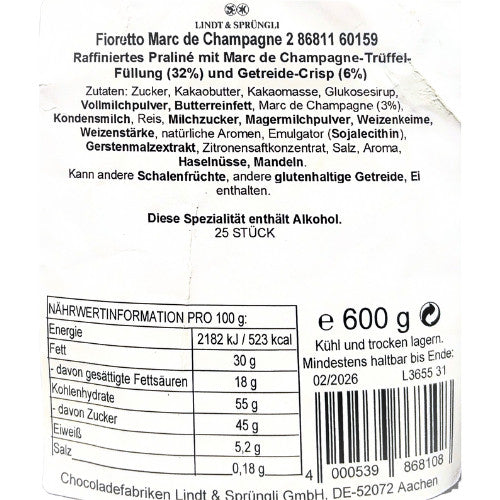 LINDT & SPRÜNGLI
Fioretto Marc de Champagne 2 86811 60159
Raffiniertes Praliné mit Marc de Champagne-Trüffel-
Füllung (32%) und Getreide-Crisp (6%)
Zutaten: Zucker, Kakaobutter, Kakaomasse, Glukosesirup,
Vollmilchpulver, Butterreinfett, Marc de Champagne (3%),
Kondensmilch, Reis, Milchzucker, Magermilchpulver, Weizenkeime,
Weizenstärke, natürliche Aromen, Emulgator (Sojalecithin),
Gerstenmalzextrakt, Zitronensaftkonzentrat, Salz, Aroma,
Haselnüsse, Mandeln.
Kann andere Schalenfrüchte, andere glutenhaltige Getreide, Ei
enthalten.
Diese Spezialität enthält Alkohol.
25 STÜCK
NÄHRWERTINFORMATION PRO 100 g:
Energie 2182 kJ / 523 kcal
Fett 30 g
- davon gesättigte Fettsäuren 18 g
Kohlenhydrate 55 g
- davon Zucker 45 g
Eiweiß 5,2 g
Salz 0,18 g
e 600 g
Kühl und trocken lagern.
Mindestens haltbar bis Ende:
02/2026 L3655 31
4 000539 868108
Chocoladefabriken Lindt & Sprüngli GmbH, DE-52072 Aachen